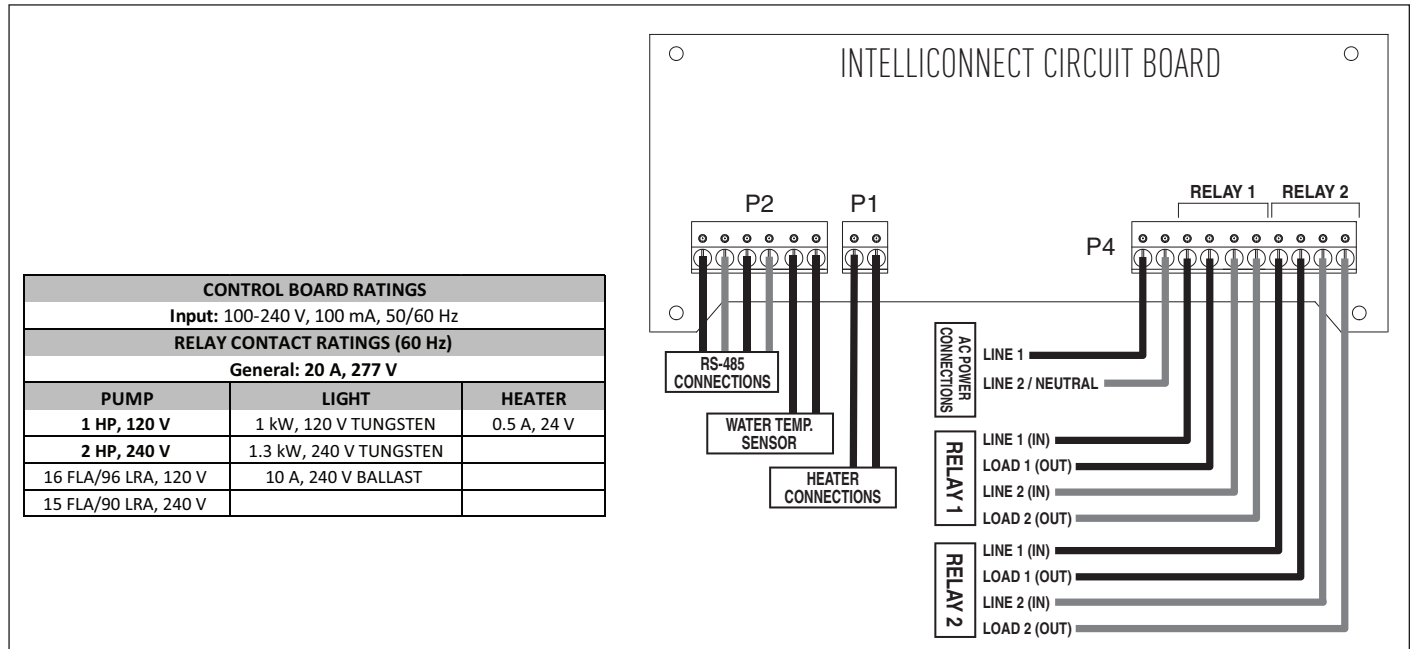 INTELLICONNECT CIRCUIT BOARD
RELAY 1 RELAY 2
P2 P1
P4
CONTROL BOARD RATINGS
Input: 100-240 V, 100 mA, 50/60 Hz
RELAY CONTACT RATINGS (60 Hz)
General: 20 A, 277 V
PUMP LIGHT HEATER
1 HP, 120 V 1 kW, 120 V TUNGSTEN 0.5 A, 24 V
2 HP, 240 V 1.3 kW, 240 V TUNGSTEN
16 FLA/96 LRA, 120 V 10 A, 240 V BALLAST
15 FLA/90 LRA, 240 V
RS-485
CONNECTIONS
WATER TEMP.
SENSOR
HEATER
CONNECTIONS
AC POWER
CONNECTIONS
LINE 1
LINE 2 / NEUTRAL
RELAY 1
LINE 1 (IN)
LOAD 1 (OUT)
LINE 2 (IN)
LOAD 2 (OUT)
RELAY 2
LINE 1 (IN)
LOAD 1 (OUT)
LINE 2 (IN)
LOAD 2 (OUT)